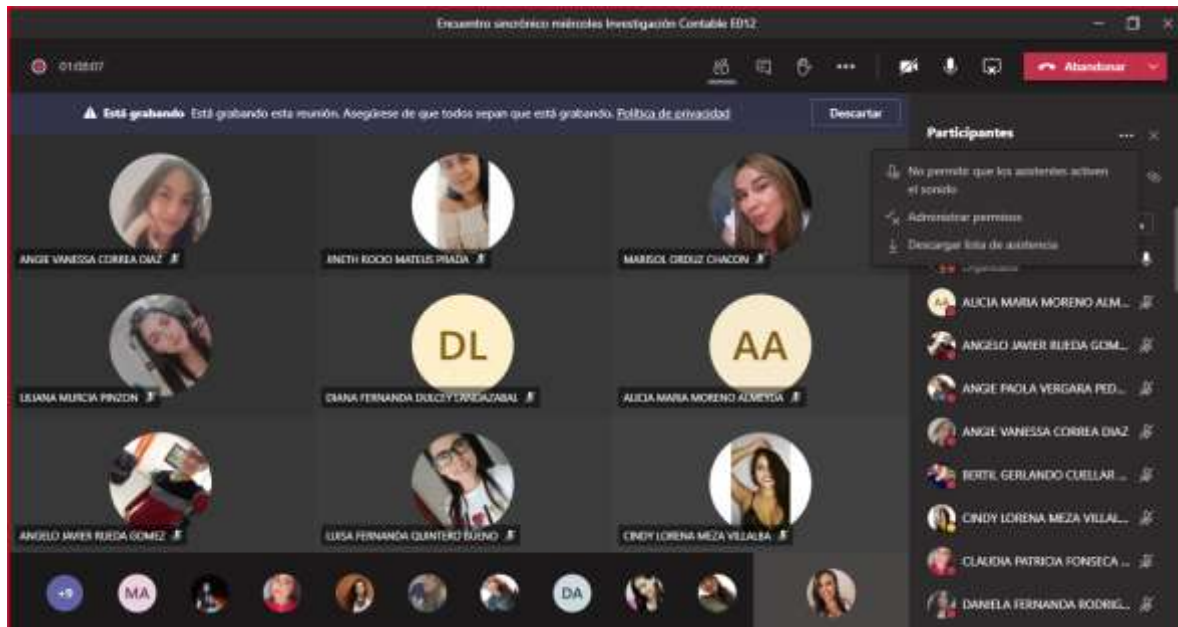 Encuentro sincrónico miércoles Investigación Contable E012
01:08:07
Abandonar
Está grabando Está grabando esta reunión. Asegúrese de que todos sepan que está grabando. Política de privacidad
Descartar
Participantes
No permitir que los asistentes activen
el sonido
Administrar permisos
Descargar lista de asistencia
Organizador
ANGIE VANESSA CORREA DIAZ
JINETH ROCIO MATEUS PRADA
MARISOL ORDUZ CHACON
LILIANA MURCIA PINZON
DL
DIANA FERNANDA DULCEY LANDAZABAL
AA
ALICIA MARIA MORENO ALMEYDA
ANGELO JAVIER RUEDA GOMEZ
LUISA FERNANDA QUINTERO BUENO
CINDY LORENA MEZA VILLALBA
+9
MA
DA
AA
ALICIA MARIA MORENO ALM...
ANGELO JAVIER RUEDA GOM...
ANGIE PAOLA VERGARA PED...
ANGIE VANESSA CORREA DIAZ
BERTIL GERLANDO CUELLAR ...
CINDY LORENA MEZA VILLAL...
CLAUDIA PATRICIA FONSECA ...
DANIELA FERNANDA RODRIG...